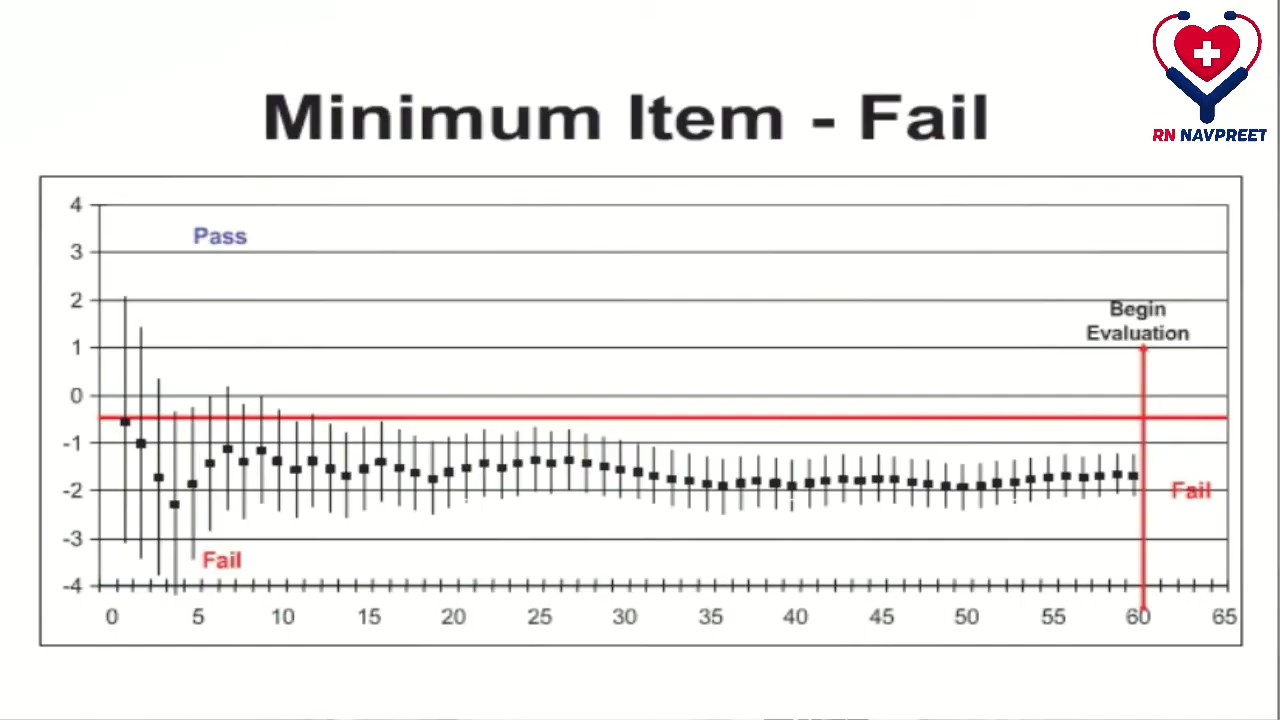 RN NAVPREET
Minimum Item - Fail
4
Pass
3
2
Begin
Evaluation
1
0
-1
-2
Fail
-3
Fail
-4
0 5 10 15 20 25 30 35 40 45 50 55 60 65